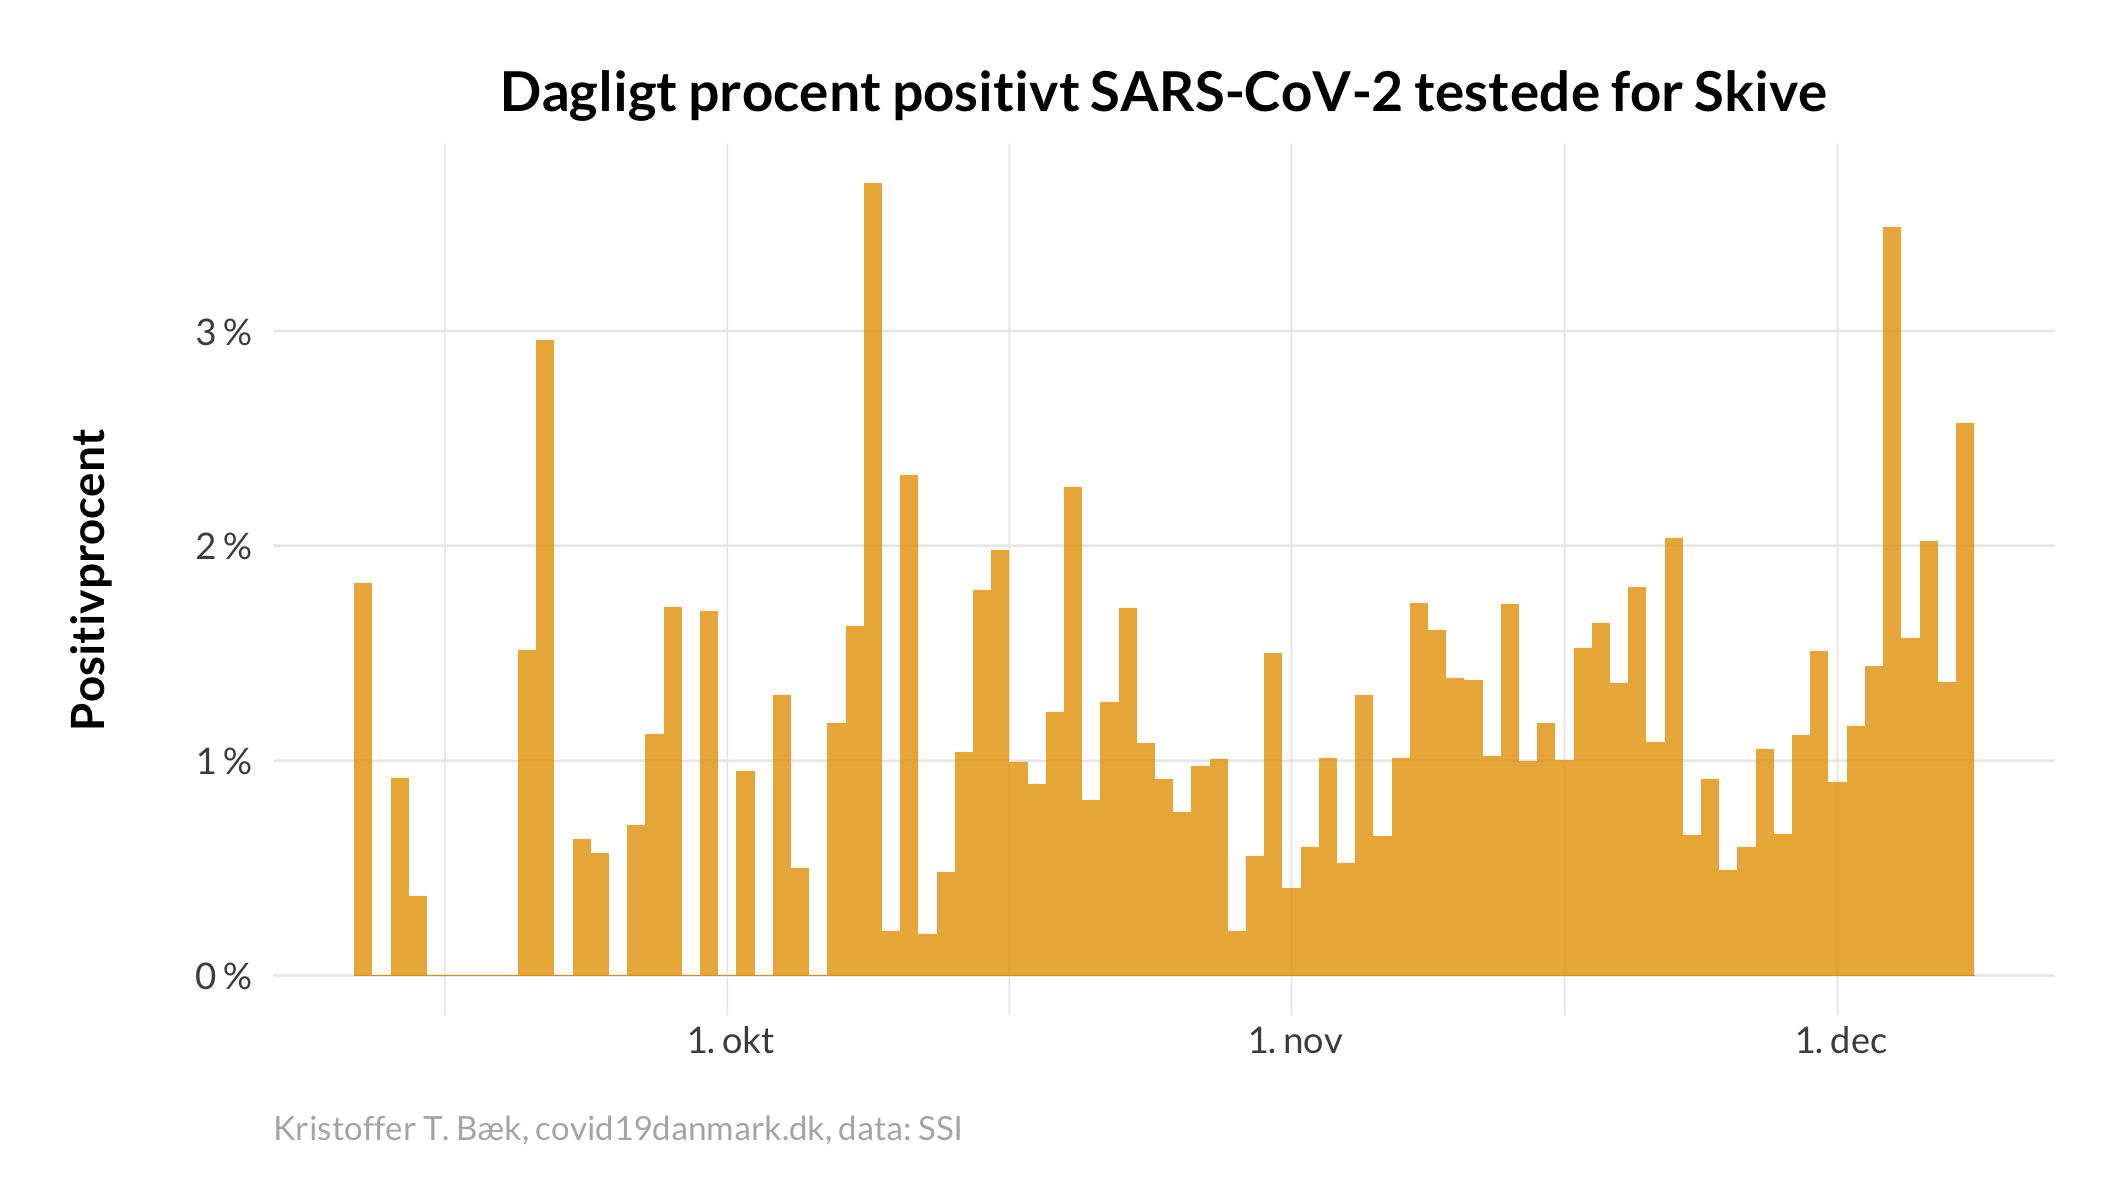 Dagligt procent positivt SARS-CoV-2 testede for Skive
Positivprocent
3 %
2 %
1 %
0 %
1. okt
1. nov
1. dec
Kristoffer T. Bæk, covid19danmark.dk, data: SSI